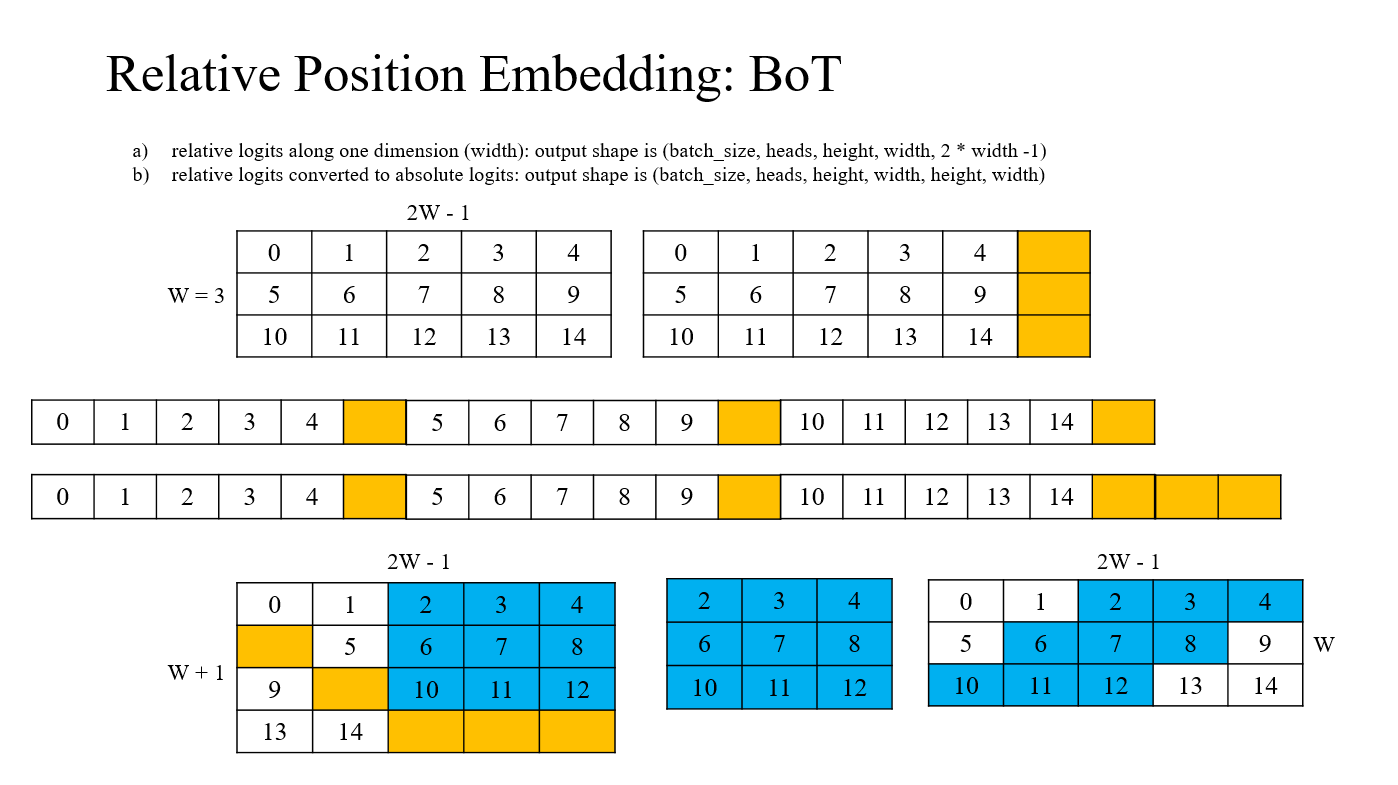 Relative Position Embedding: BoT
a) relative logits along one dimension (width): output shape is (batch_size, heads, height, width, 2 * width -1)
b) relative logits converted to absolute logits: output shape is (batch_size, heads, height, width, height, width)
2W - 1
0 1 2 3 4 0 1 2 3 4
W = 3 5 6 7 8 9 5 6 7 8 9
10 11 12 13 14 10 11 12 13 14
0 1 2 3 4 5 6 7 8 9 10 11 12 13 14
0 1 2 3 4 5 6 7 8 9 10 11 12 13 14
2W - 1 2W - 1
0 1 2 3 4 2 3 4 0 1 2 3 4
5 6 7 8 6 7 8 5 6 7 8 9 W
W + 1 9 10 11 12 10 11 12 10 11 12 13 14
13 14